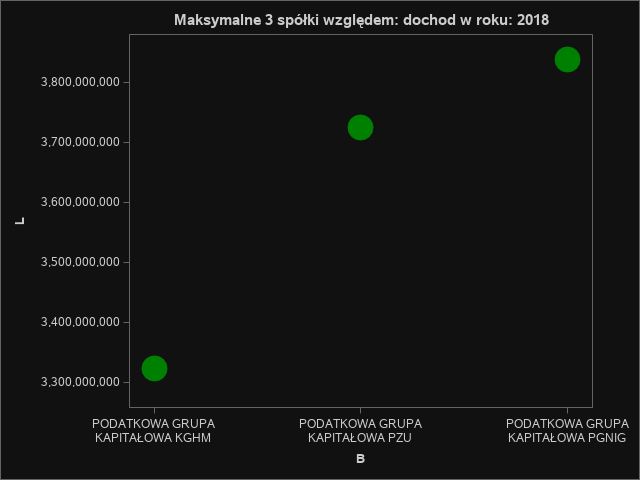 Maksymalne 3 spółki względem: dochod w roku: 2018
3,800,000,000
3,700,000,000
3,600,000,000
3,500,000,000
3,400,000,000
3,300,000,000
L
PODATKOWA GRUPA
KAPITAŁOWA KGHM
PODATKOWA GRUPA
KAPITAŁOWA PZU
PODATKOWA GRUPA
KAPITAŁOWA PGNIG
B